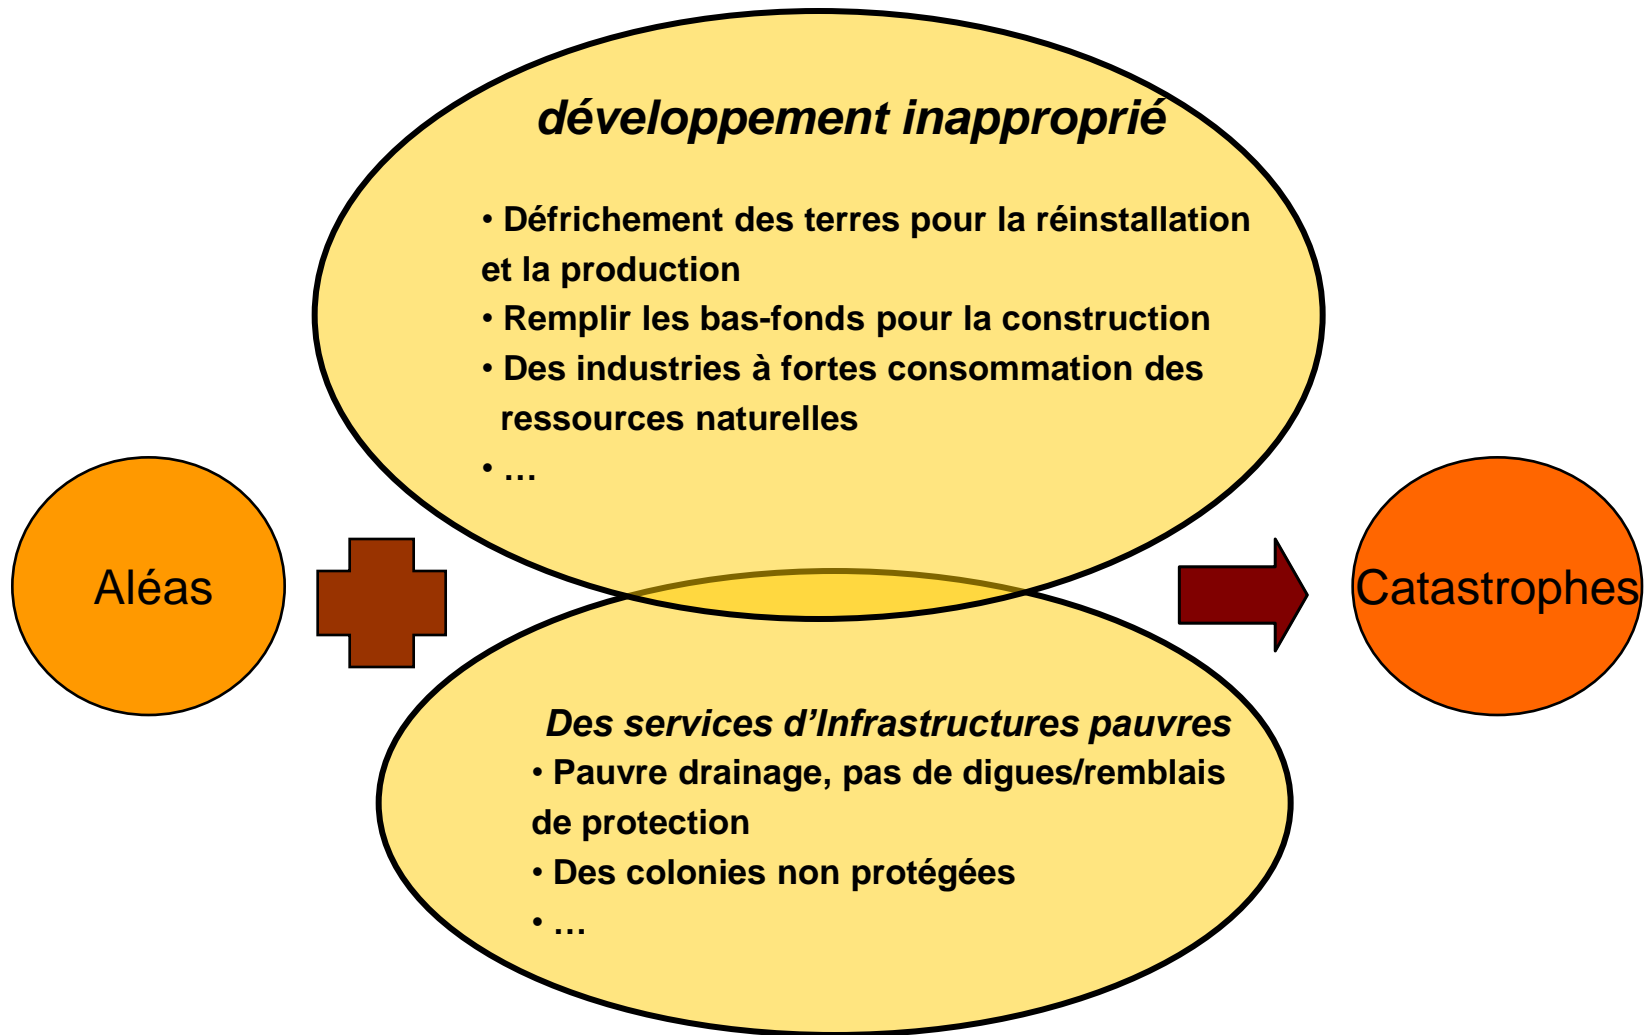 développement inapproprié
• Défrichement des terres pour la réinstallation
et la production
• Remplir les bas-fonds pour la construction
• Des industries à fortes consommation des
ressources naturelles
• …
Aléas
Catastrophes
Des services d’Infrastructures pauvres
• Pauvre drainage, pas de digues/remblais
de protection
• Des colonies non protégées
• …